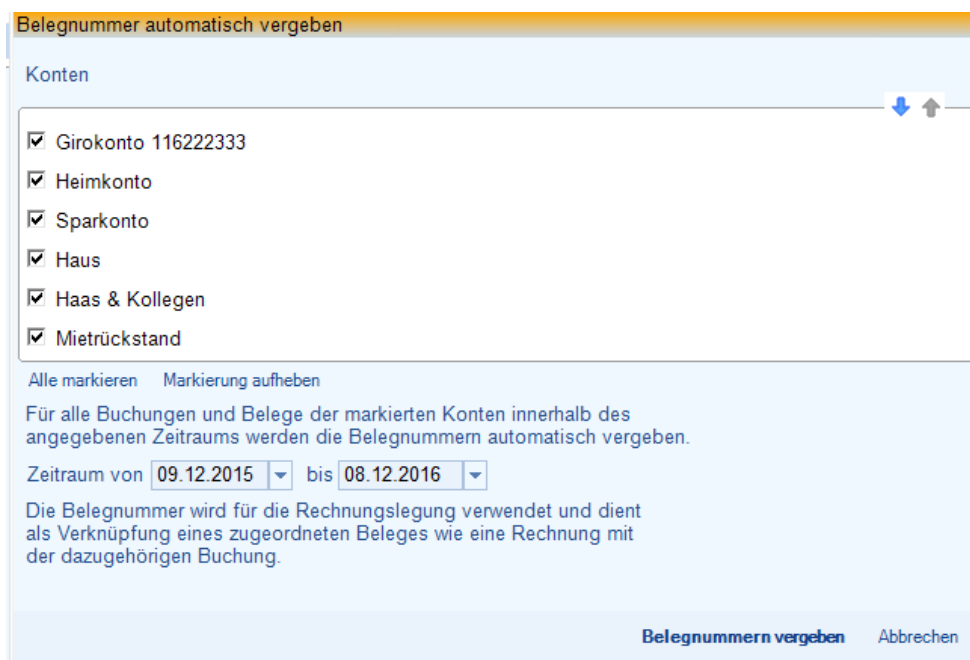 Belegnummer automatisch vergeben
Konten
Girokonto 116222333
Heimkonto
Sparkonto
Haus
Haas & Kollegen
Mietrückstand
Alle markieren Markierung aufheben
Für alle Buchungen und Belege der markierten Konten innerhalb des
angegebenen Zeitraums werden die Belegnummern automatisch vergeben.
Zeitraum von 09.12.2015 bis 08.12.2016
Die Belegnummer wird für die Rechnungslegung verwendet und dient
als Verknüpfung eines zugeordneten Beleges wie eine Rechnung mit
der dazugehörigen Buchung.
Belegnummern vergeben Abbrechen